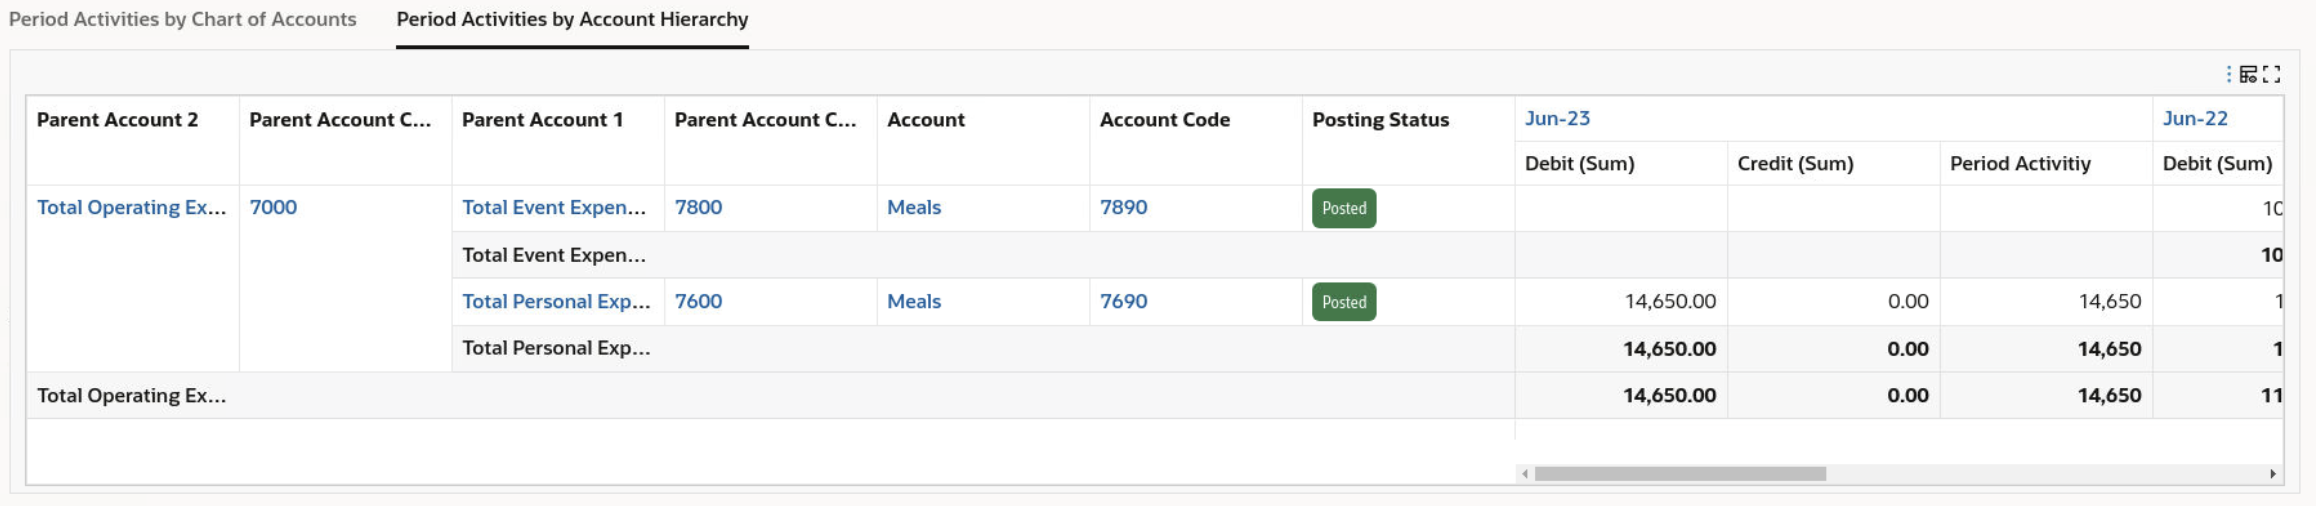 Period Activities by Chart of Accounts Period Activities by Account Hierarchy
Parent Account 2 Parent Account C... Parent Account 1 Parent Account C... Account Account Code Posting Status Jun-23 Jun-22
Debit (Sum) Credit (Sum) Period Activitiy Debit (Sum)
Total Operating Ex... 7000 Total Event Expen... 7800 Meals 7890 Posted 10
Total Event Expen... 10
Total Personal Exp... 7600 Meals 7690 Posted 14,650.00 0.00 14,650 1
Total Personal Exp... 14,650.00 0.00 14,650 1
Total Operating Ex... 14,650.00 0.00 14,650 11